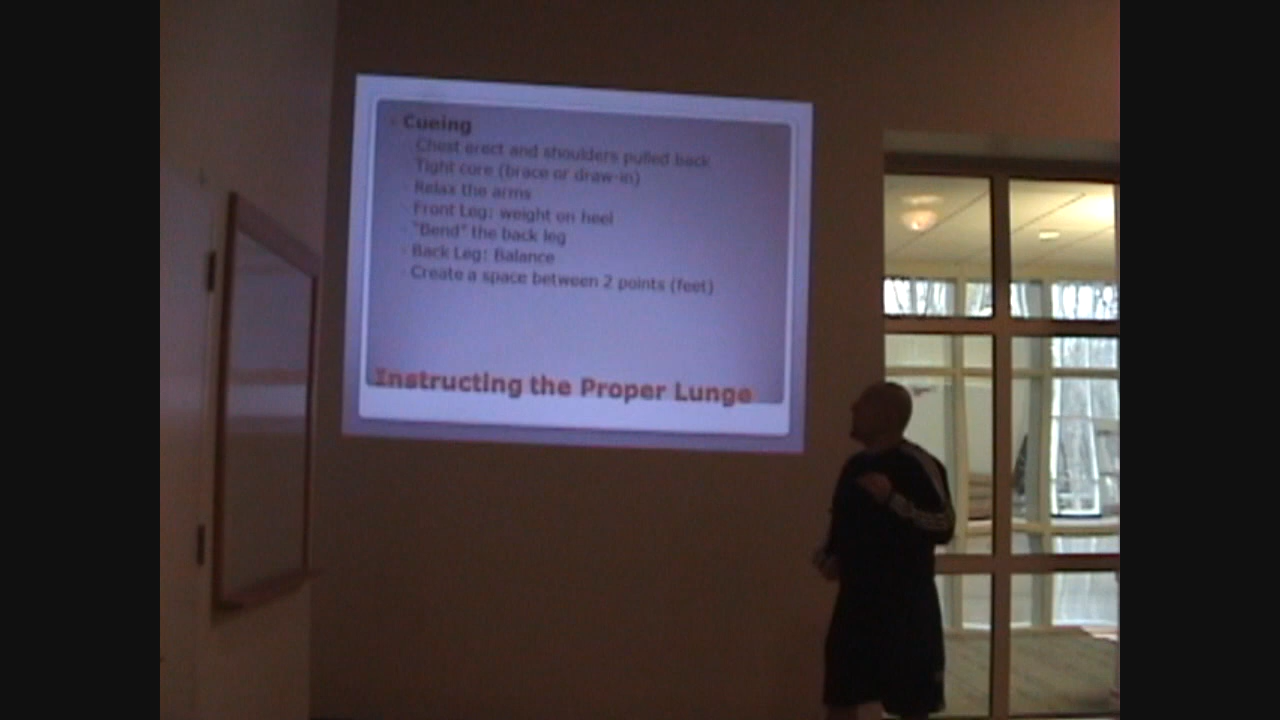 Cueing
Chest erect and shoulders pulled back
Tight core (brace or draw-in)
Relax the arms
Front Leg: weight on heel
"Bend" the back leg
Back Leg: Balance
Create a space between 2 points (feet)
Instructing the Proper Lunge